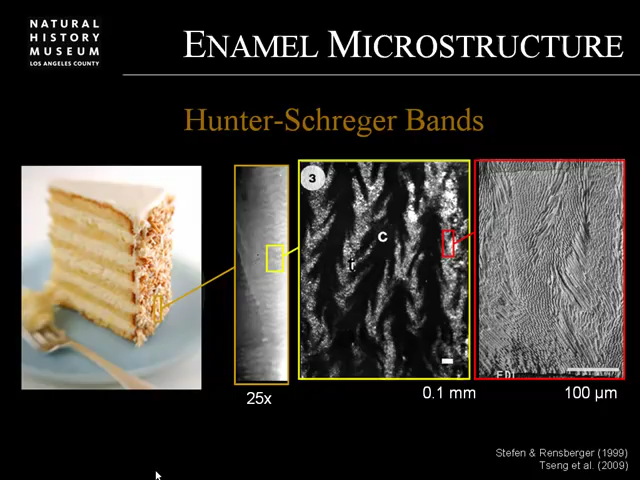 NATURAL
HISTORY
MUSEUM
LOS ANGELES COUNTY
ENAMEL MICROSTRUCTURE
Hunter-Schreger Bands
3
c
r
EDJ
25x
0.1 mm
100 µm
Stefen & Rensberger (1999)
Tseng et al. (2009)